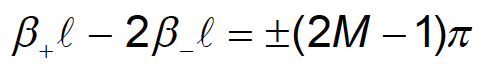 β₊ℓ − 2β₋ℓ = ±(2M − 1)π